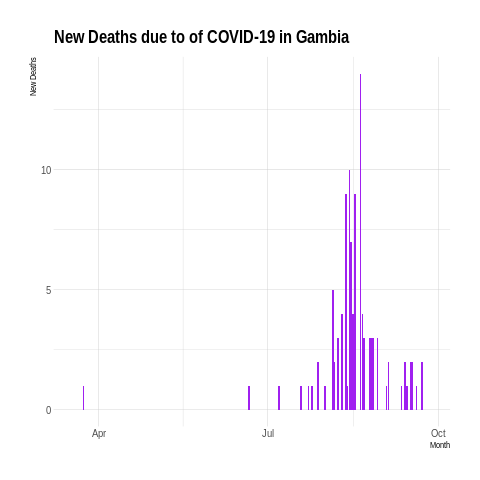 New Deaths due to of COVID-19 in Gambia
New Deaths
10
5
0
Apr
Jul
Oct
Month